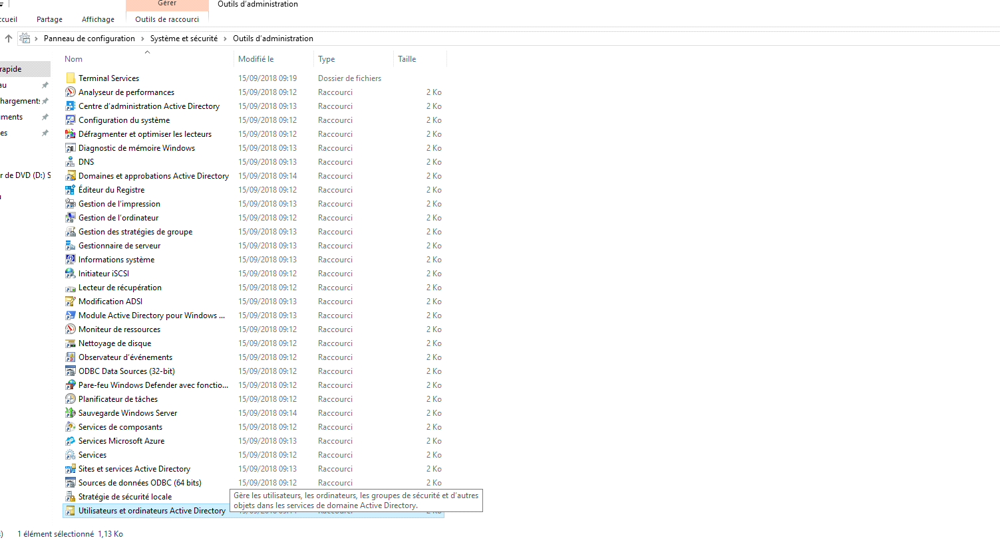 Gérer Outils d'administration
ccueil Partage Affichage Outils de raccourci
Panneau de configuration Système et sécurité Outils d'administration
Nom Modifié le Type Taille
rapide
au
hargements
uments
es
r de DVD (D:) S
Terminal Services 15/09/2018 09:19 Dossier de fichiers
Analyseur de performances 15/09/2018 09:12 Raccourci 2 Ko
Centre d'administration Active Directory 15/09/2018 09:13 Raccourci 2 Ko
Configuration du système 15/09/2018 09:12 Raccourci 2 Ko
Défragmenter et optimiser les lecteurs 15/09/2018 09:12 Raccourci 2 Ko
Diagnostic de mémoire Windows 15/09/2018 09:13 Raccourci 2 Ko
DNS 15/09/2018 09:13 Raccourci 2 Ko
Domaines et approbations Active Directory 15/09/2018 09:14 Raccourci 2 Ko
Éditeur du Registre 15/09/2018 09:12 Raccourci 2 Ko
Gestion de l'impression 15/09/2018 09:13 Raccourci 2 Ko
Gestion de l'ordinateur 15/09/2018 09:12 Raccourci 2 Ko
Gestion des stratégies de groupe 15/09/2018 09:13 Raccourci 2 Ko
Gestionnaire de serveur 15/09/2018 09:13 Raccourci 2 Ko
Informations système 15/09/2018 09:13 Raccourci 2 Ko
Initiateur iSCSI 15/09/2018 09:12 Raccourci 2 Ko
Lecteur de récupération 15/09/2018 09:12 Raccourci 2 Ko
Modification ADSI 15/09/2018 09:13 Raccourci 2 Ko
Module Active Directory pour Windows ... 15/09/2018 09:13 Raccourci 2 Ko
Moniteur de ressources 15/09/2018 09:12 Raccourci 2 Ko
Nettoyage de disque 15/09/2018 09:12 Raccourci 2 Ko
Observateur d'événements 15/09/2018 09:12 Raccourci 2 Ko
ODBC Data Sources (32-bit) 15/09/2018 09:12 Raccourci 2 Ko
Pare-feu Windows Defender avec fonctio... 15/09/2018 09:12 Raccourci 2 Ko
Planificateur de tâches 15/09/2018 09:12 Raccourci 2 Ko
Sauvegarde Windows Server 15/09/2018 09:14 Raccourci 2 Ko
Services de composants 15/09/2018 09:12 Raccourci 2 Ko
Services Microsoft Azure 15/09/2018 09:13 Raccourci 2 Ko
Services 15/09/2018 09:12 Raccourci 2 Ko
Sites et services Active Directory 15/09/2018 09:13 Raccourci 2 Ko
Sources de données ODBC (64 bits) 15/09/2018 09:12 Raccourci 2 Ko
Stratégie de sécurité locale
Utilisateurs et ordinateurs Active Directory
Gère les utilisateurs, les ordinateurs, les groupes de sécurité et d'autres
objets dans les services de domaine Active Directory.
1 élément sélectionné 1,13 Ko